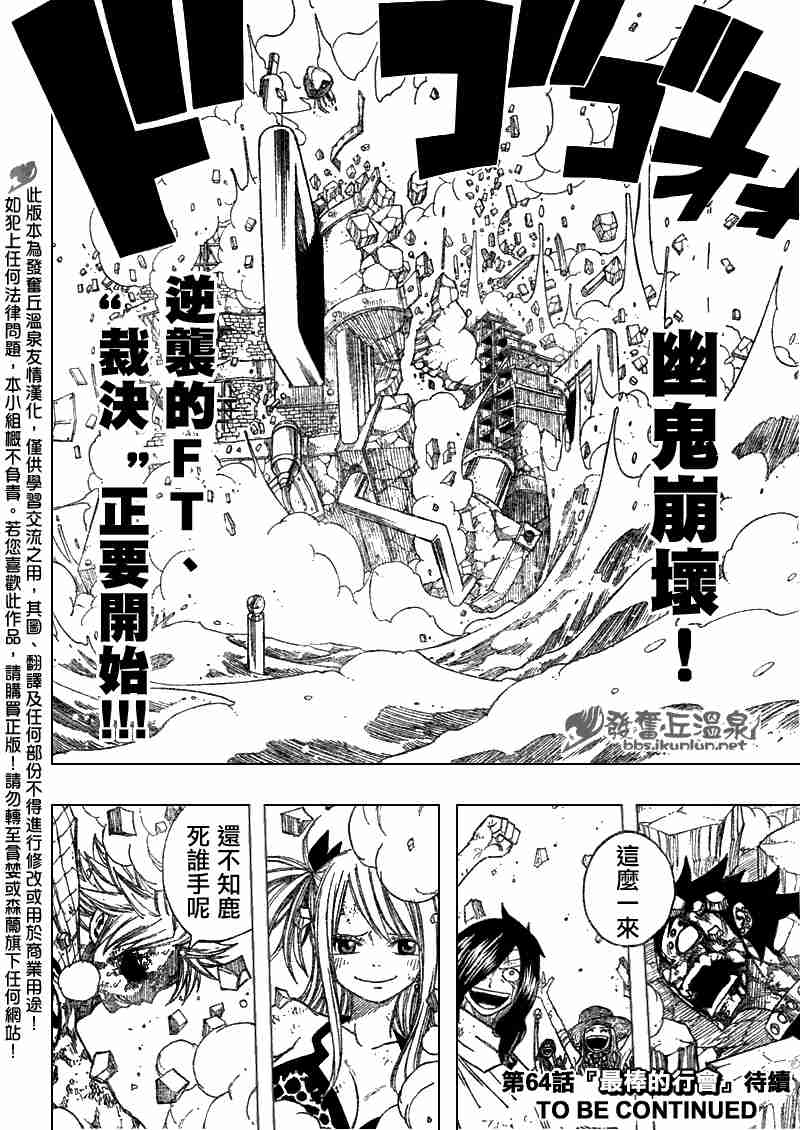 ドゴゴォォ
幽鬼崩壞！
逆襲的FT、
“裁決”正要開始!!!
發奮丘溫泉
bbs.ikunlun.net
這麼一來
還不知鹿
死誰手呢
第64話『最棒的行會』待續
TO BE CONTINUED
此版本為發奮丘溫泉友情漢化，僅供學習交流之用，其圖、翻譯及任何部份不得進行修改或用於商業用途！
如犯上任何法律問題，本小組概不負責。若您喜歡此作品，請購買正版！請勿轉至貪婪或森蘭旗下任何網站！